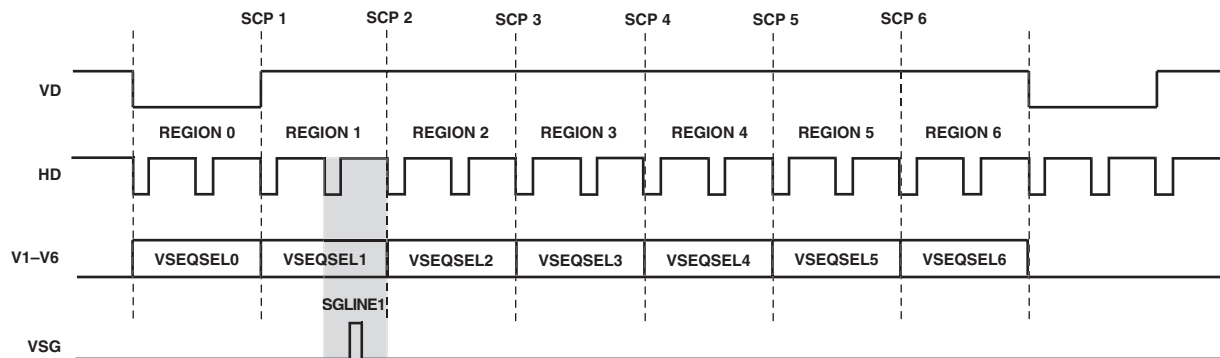 SCP 1 SCP 2 SCP 3 SCP 4 SCP 5 SCP 6
VD
REGION 0 REGION 1 REGION 2 REGION 3 REGION 4 REGION 5 REGION 6
HD
V1–V6 VSEQSEL0 VSEQSEL1 VSEQSEL2 VSEQSEL3 VSEQSEL4 VSEQSEL5 VSEQSEL6
SGLINE1
VSG